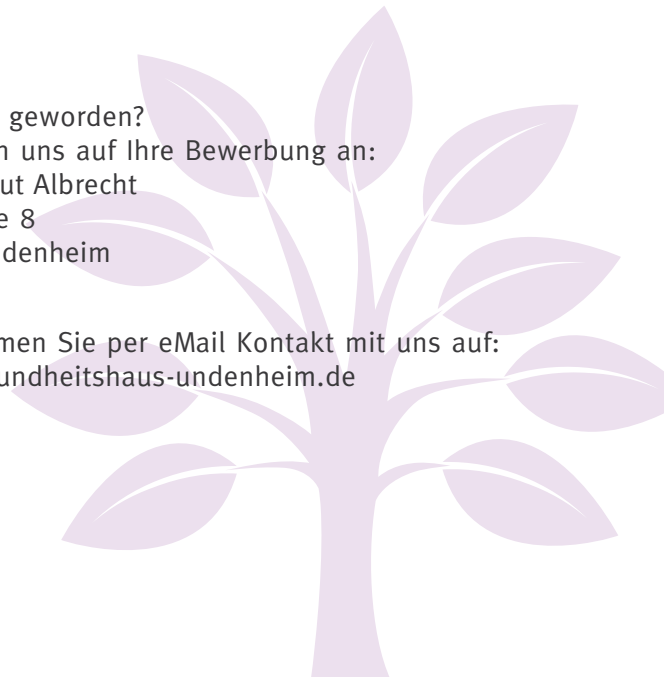 geworden?
n uns auf Ihre Bewerbung an:
ut Albrecht
e 8
denheim
men Sie per eMail Kontakt mit uns auf:
undheitshaus-undenheim.de